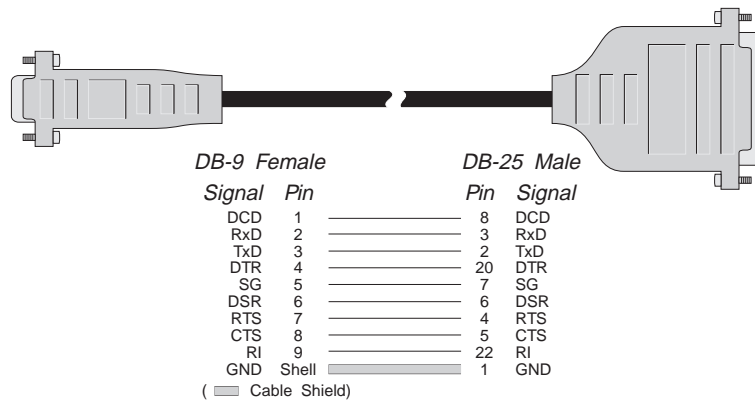 DB-9 Female DB-25 Male
Signal Pin Pin Signal
DCD 1 8 DCD
RxD 2 3 RxD
TxD 3 2 TxD
DTR 4 20 DTR
SG 5 7 SG
DSR 6 6 DSR
RTS 7 4 RTS
CTS 8 5 CTS
RI 9 22 RI
GND Shell 1 GND
( Cable Shield)